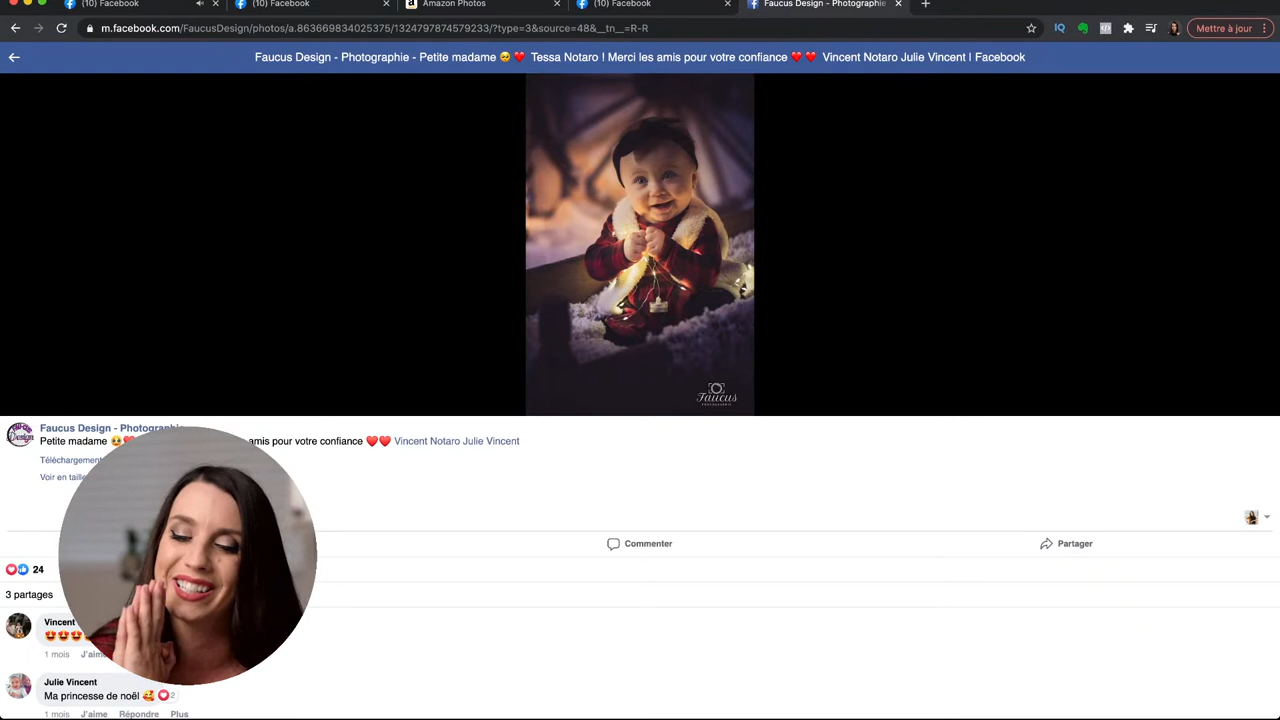 (10) Facebook
(10) Facebook
Amazon Photos
(10) Facebook
Faucus Design - Photographie
m.facebook.com/FaucusDesign/photos/a.863669834025375/1324797874579233/?type=3&source=48&__tn__=R-R
Mettre à jour
Faucus Design - Photographie - Petite madame 🥺❤️ Tessa Notaro ! Merci les amis pour votre confiance ❤️ ❤️ Vincent Notaro Julie Vincent | Facebook
Faucus
PHOTOGRAPHIE
Faucus Design - Photographie
Petite madame 🥺❤️ amis pour votre confiance ❤️❤️ Vincent Notaro Julie Vincent
Téléchargement
Voir en taille
Commenter
Partager
24
3 partages
Vincent
😍😍😍
1 mois J'aime
Julie Vincent
Ma princesse de noël 🥰 2
1 mois J'aime Répondre Plus